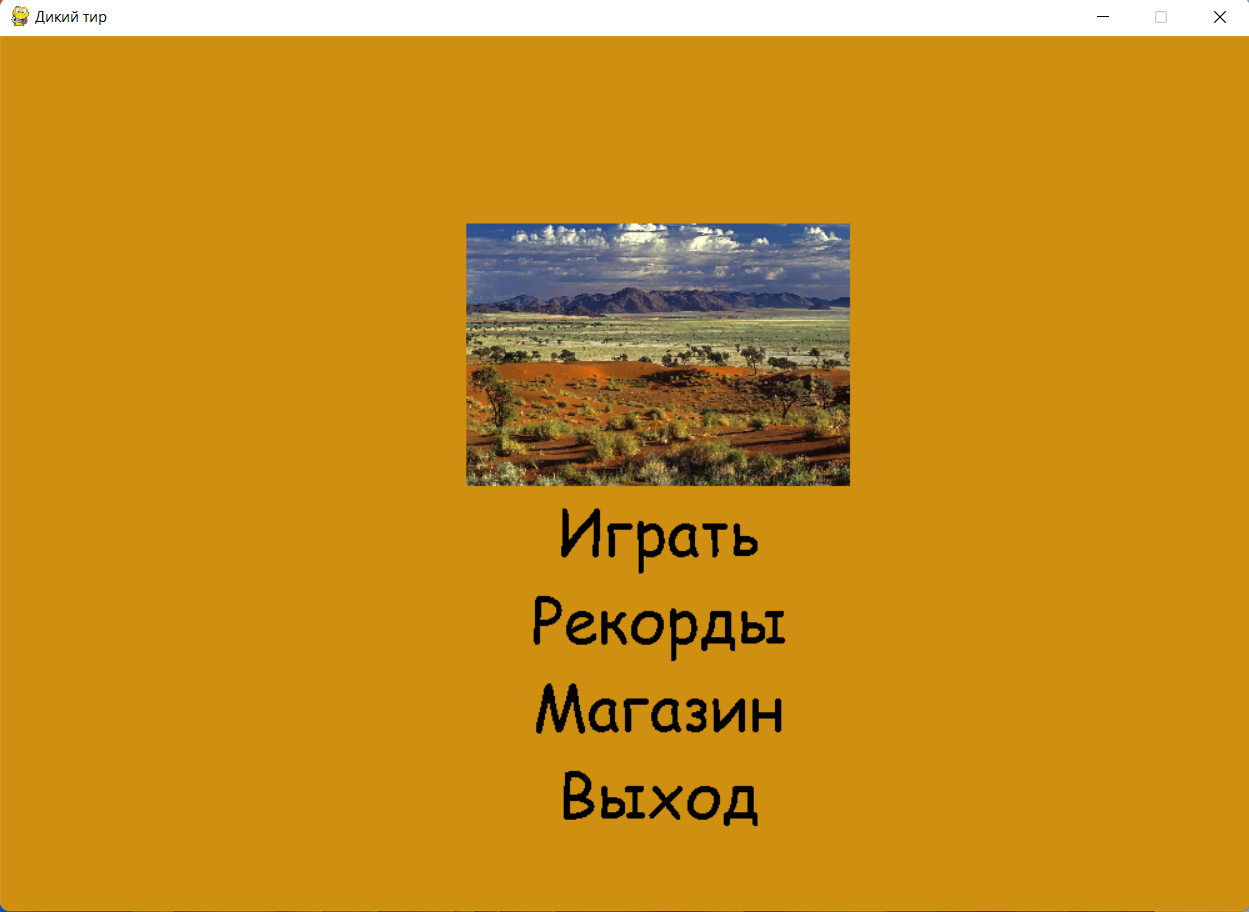 Дикий тир
Играть
Рекорды
Магазин
Выход